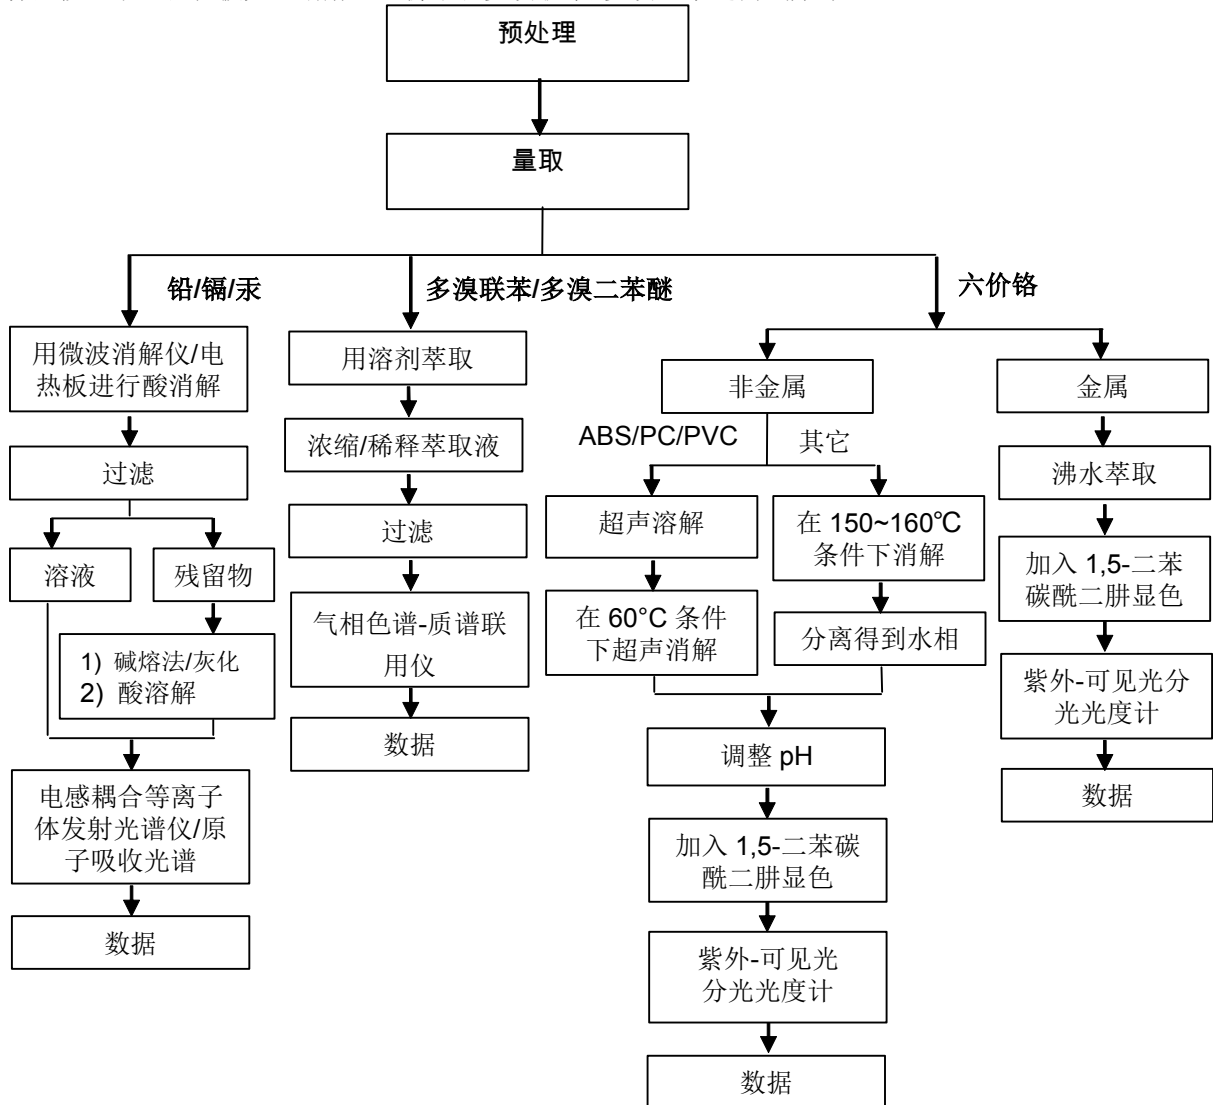 预处理
量取
铅/镉/汞
多溴联苯/多溴二苯醚
六价铬
用微波消解仪/电
热板进行酸消解
过滤
溶液
残留物
1) 碱熔法/灰化
2) 酸溶解
电感耦合等离子
体发射光谱仪/原
子吸收光谱
数据
用溶剂萃取
浓缩/稀释萃取液
过滤
气相色谱-质谱联
用仪
数据
非金属
ABS/PC/PVC
其它
超声溶解
在 60°C 条件
下超声消解
在 150~160℃
条件下消解
分离得到水相
调整 pH
加入 1,5-二苯碳
酰二肼显色
紫外-可见光
分光光度计
数据
金属
沸水萃取
加入 1,5-二苯
碳酰二肼显色
紫外-可见光分
光光度计
数据